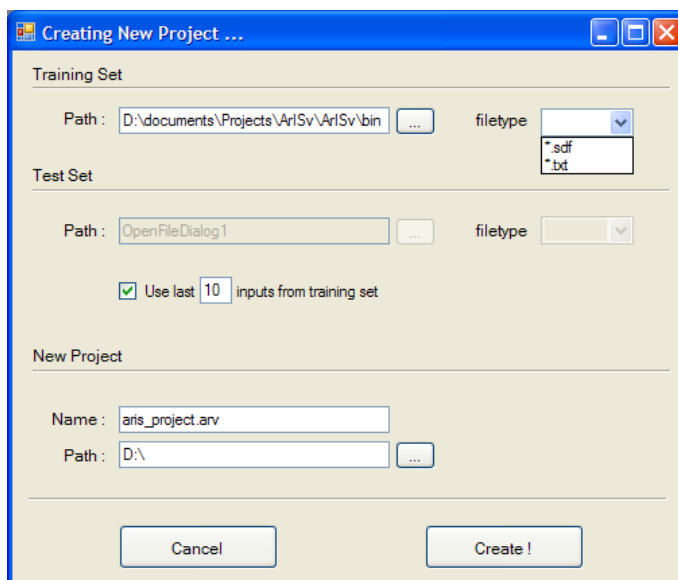 Creating New Project ...
Training Set
Path : D:\documents\Projects\ArISv\ArISv\bin ... filetype
*.sdf
*.txt
Test Set
Path : OpenFileDialog1 ... filetype
Use last 10 inputs from training set
New Project
Name : aris_project.arv
Path : D:\ ...
Cancel Create !